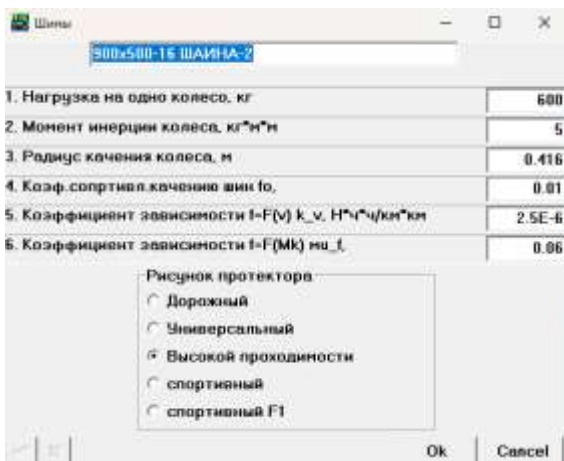 Шины
900x500-16 ШАИНА-2
1. Нагрузка на одно колесо, кг 600
2. Момент инерции колеса, кг*м*м 5
3. Радиус качения колеса, м 0.416
4. Коэф.сопртивл.качению шин fo, 0.01
5. Коэффициент зависимости f=F(v) k_v, Н*ч*ч/км*км 2.5E-6
6. Коэффициент зависимости f=F(Mk) мu_f, 0.06
Рисунок протектора
Дорожный
Универсальный
Высокой проходимости
спортивный
спортивный F1
Ok Cancel